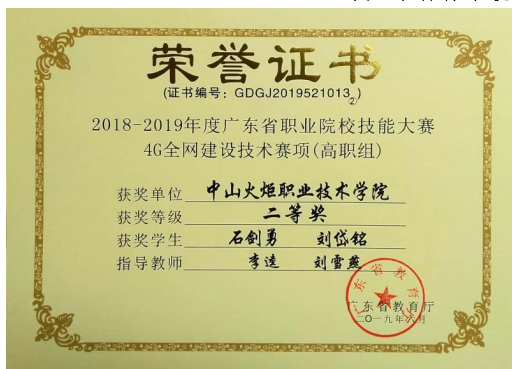 荣誉证书
(证书编号：GDGJ2019521013②)
2018-2019年度广东省职业院校技能大赛
4G全网建设技术赛项(高职组)
获奖单位 中山火炬职业技术学院
获奖等级 二等奖
获奖学生 石剑勇 刘岱铭
指导教师 李逵 刘雪燕
广东省教育厅
二〇一九年六月